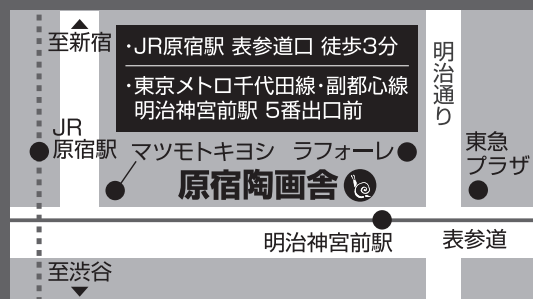 至新宿
・JR原宿駅 表参道口 徒歩3分
・東京メトロ千代田線・副都心線
明治神宮前駅 5番出口前
明治通り
JR
原宿駅
マツモトキヨシ
ラフォーレ
東急
プラザ
原宿陶画舎
明治神宮前駅
表参道
至渋谷